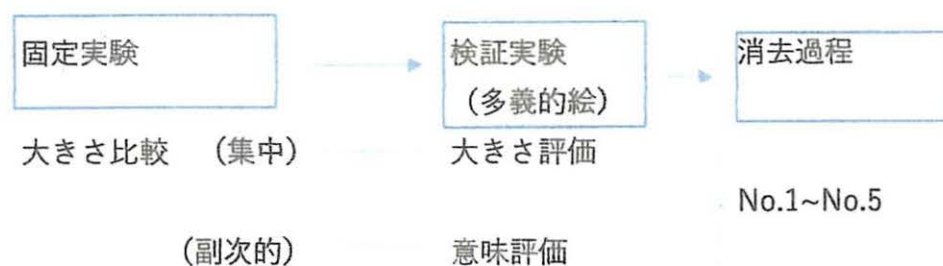 固定実験
検証実験
(多義的絵)
消去過程
大きさ比較 (集中)
大きさ評価
No.1~No.5
(副次的)
意味評価